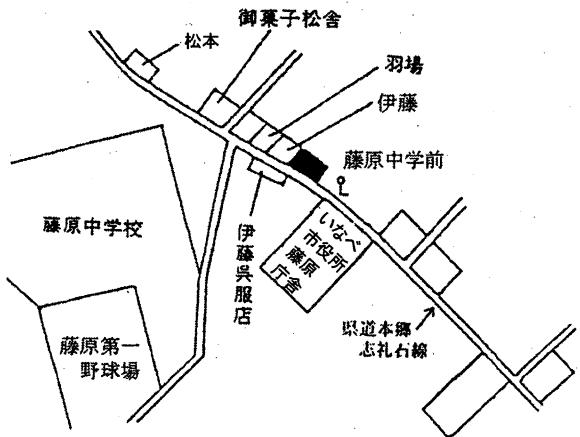 御菓子松舎
松本
羽場
伊藤
藤原中学前
藤原中学校
伊藤呉服店
いなべ
市役所
藤原
庁舎
藤原第一
野球場
県道本郷
志礼石線